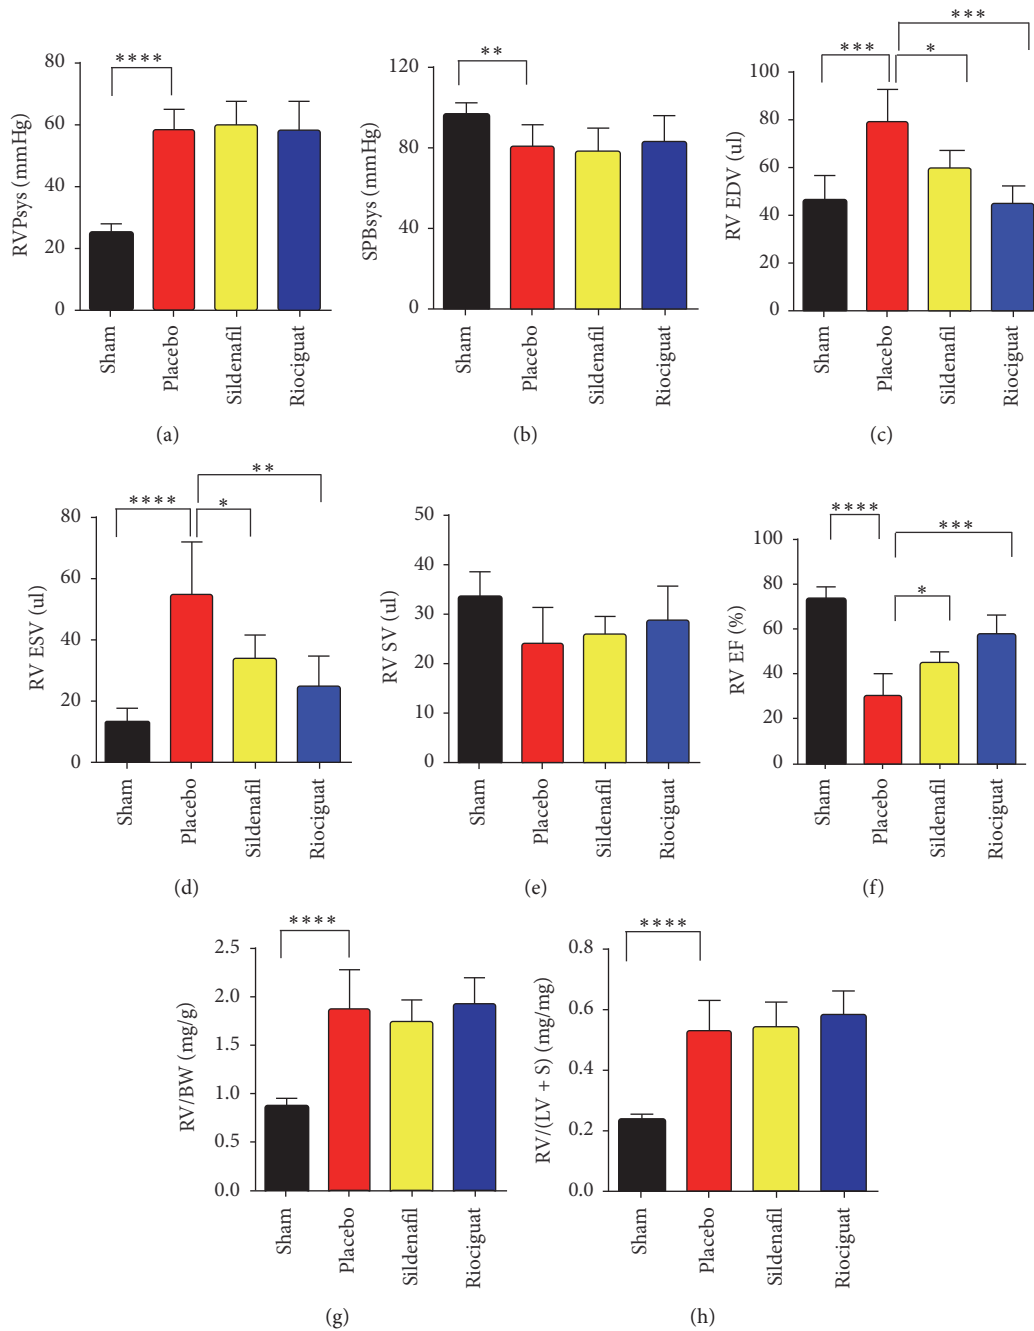 ****
RVPsys (mmHg)
80
60
40
20
0
Sham
Placebo
Sildenafil
Riociguat
(a)
**
SPBsys (mmHg)
120
80
40
0
Sham
Placebo
Sildenafil
Riociguat
(b)
***
***
*
RV EDV (ul)
100
80
60
40
20
0
Sham
Placebo
Sildenafil
Riociguat
(c)
**
****
*
RV ESV (ul)
80
60
40
20
0
Sham
Placebo
Sildenafil
Riociguat
(d)
RV SV (ul)
50
40
30
20
10
0
Sham
Placebo
Sildenafil
Riociguat
(e)
****
***
*
RV EF (%)
100
80
60
40
20
0
Sham
Placebo
Sildenafil
Riociguat
(f)
****
RV/BW (mg/g)
2.5
2.0
1.5
1.0
0.5
0.0
Sham
Placebo
Sildenafil
Riociguat
(g)
****
RV/(LV + S) (mg/mg)
0.8
0.6
0.4
0.2
0.0
Sham
Placebo
Sildenafil
Riociguat
(h)